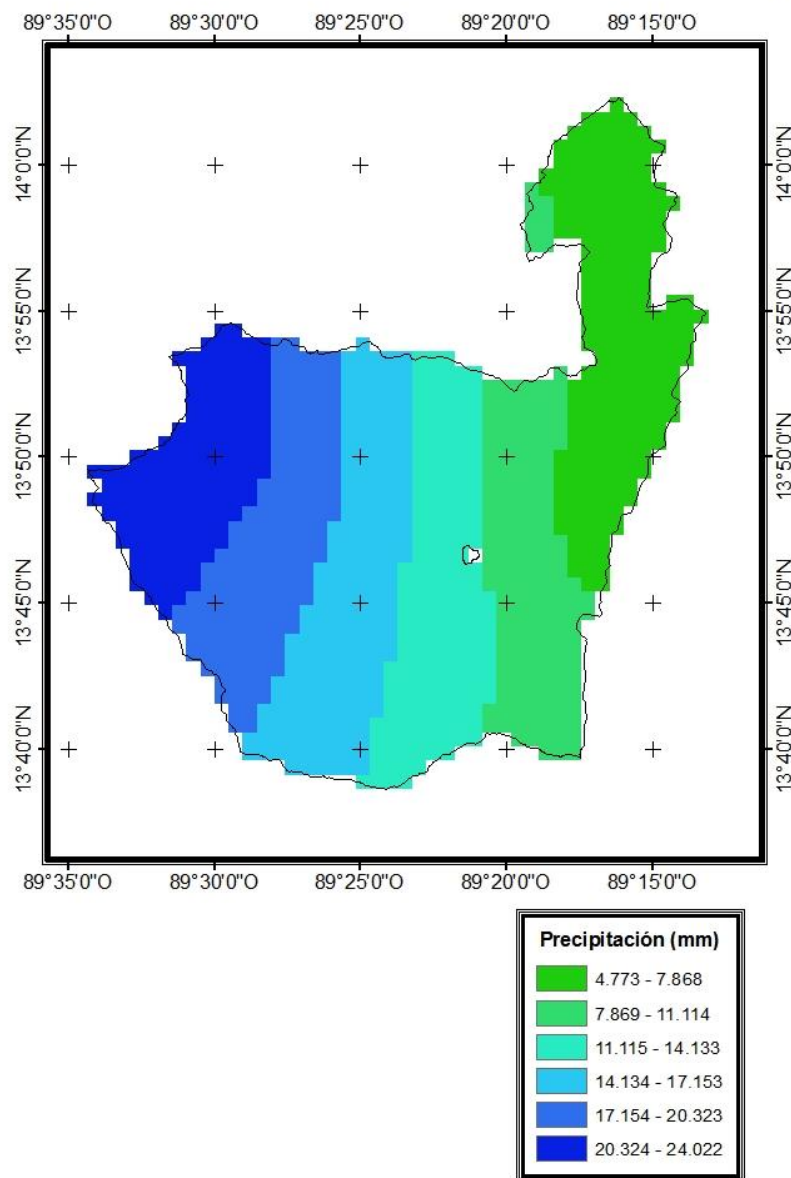 89°35'0"O 89°30'0"O 89°25'0"O 89°20'0"O 89°15'0"O
14°0'0"N 14°0'0"N
13°55'0"N 13°55'0"N
13°50'0"N 13°50'0"N
13°45'0"N 13°45'0"N
13°40'0"N 13°40'0"N
89°35'0"O 89°30'0"O 89°25'0"O 89°20'0"O 89°15'0"O
Precipitación (mm)
4.773 - 7.868
7.869 - 11.114
11.115 - 14.133
14.134 - 17.153
17.154 - 20.323
20.324 - 24.022